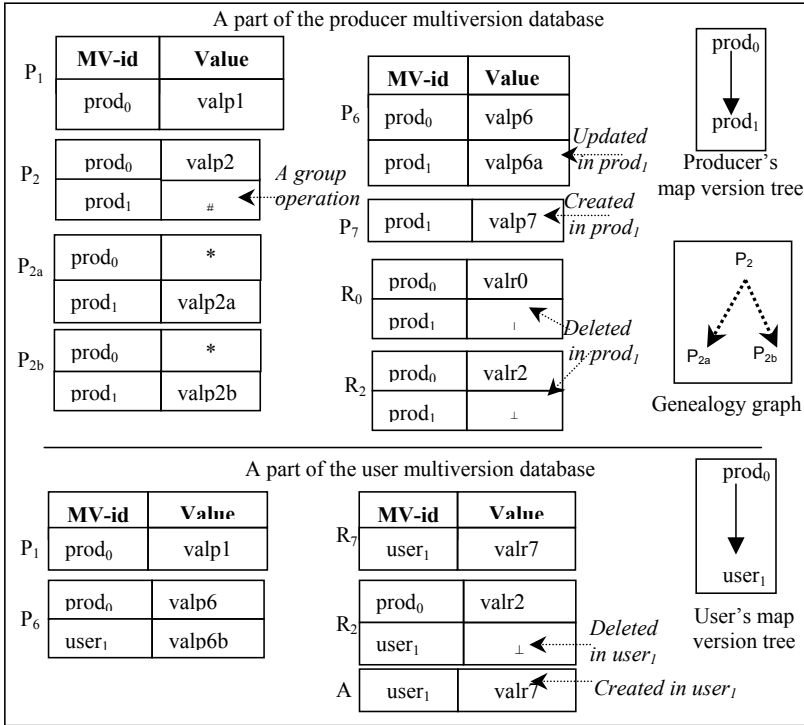 A part of the producer multiversion database
P₁
MV-id Value
prod₀ valp1
P₂
prod₀ valp2
prod₁ #
A group
operation
P₂ₐ
prod₀ *
prod₁ valp2a
P₂b
prod₀ *
prod₁ valp2b
P₆
MV-id Value
prod₀ valp6
prod₁ valp6a
Updated
in prod₁
P₇
prod₁ valp7
Created
in prod₁
R₀
prod₀ valr0
prod₁ ⊥
Deleted
in prod₁
R₂
prod₀ valr2
prod₁ ⊥
prod₀
prod₁
Producer's
map version tree
P₂
P₂ₐ P₂b
Genealogy graph
A part of the user multiversion database
P₁
MV-id Value
prod₀ valp1
P₆
prod₀ valp6
user₁ valp6b
R₇
MV-id Value
user₁ valr7
R₂
prod₀ valr2
user₁ ⊥
Deleted
in user₁
A
user₁ valr7
Created in user₁
prod₀
user₁
User's map
version tree